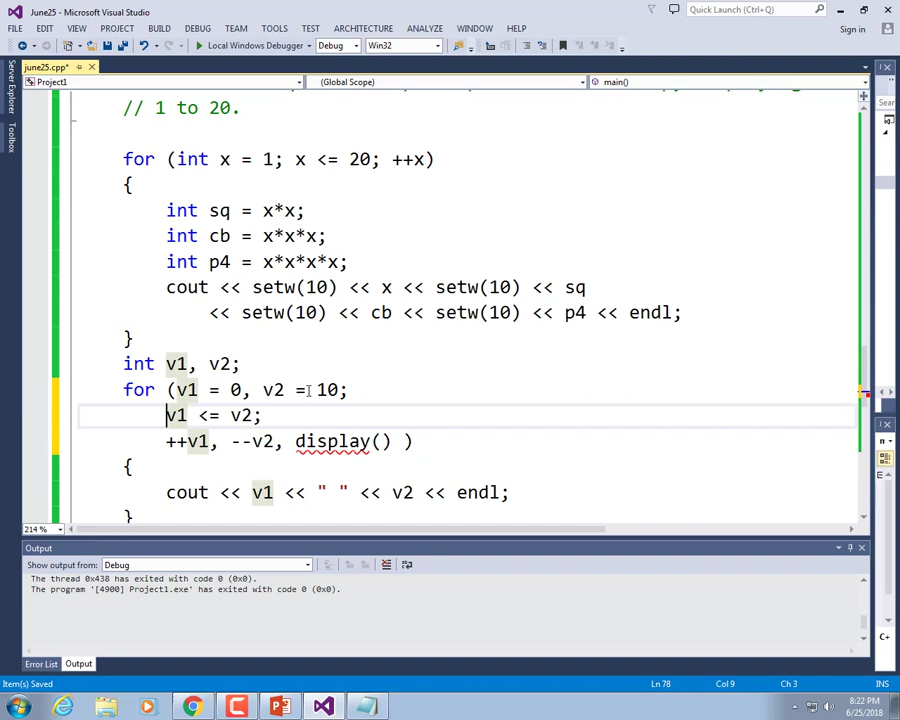 June25 - Microsoft Visual Studio
Quick Launch (Ctrl+Q)
FILE EDIT VIEW PROJECT BUILD DEBUG TEAM TOOLS TEST ARCHITECTURE ANALYZE WINDOW HELP
Sign in
Local Windows Debugger Debug Win32
june25.cpp*
Project1 (Global Scope) main()
Server Explorer
Toolbox
Sear
// 1 to 20.
for (int x = 1; x <= 20; ++x)
{
int sq = x*x;
int cb = x*x*x;
int p4 = x*x*x*x;
cout << setw(10) << x << setw(10) << sq
<< setw(10) << cb << setw(10) << p4 << endl;
}
int v1, v2;
for (v1 = 0, v2 = 10;
v1 <= v2;
++v1, --v2, display() )
{
cout << v1 << " " << v2 << endl;
}
214 %
Output
Show output from: Debug
The thread 0x438 has exited with code 0 (0x0).
The program '[4900] Project1.exe' has exited with code 0 (0x0).
C+
Error List Output
Item(s) Saved Ln 78 Col 9 Ch 3 INS
8:22 PM
6/25/2018